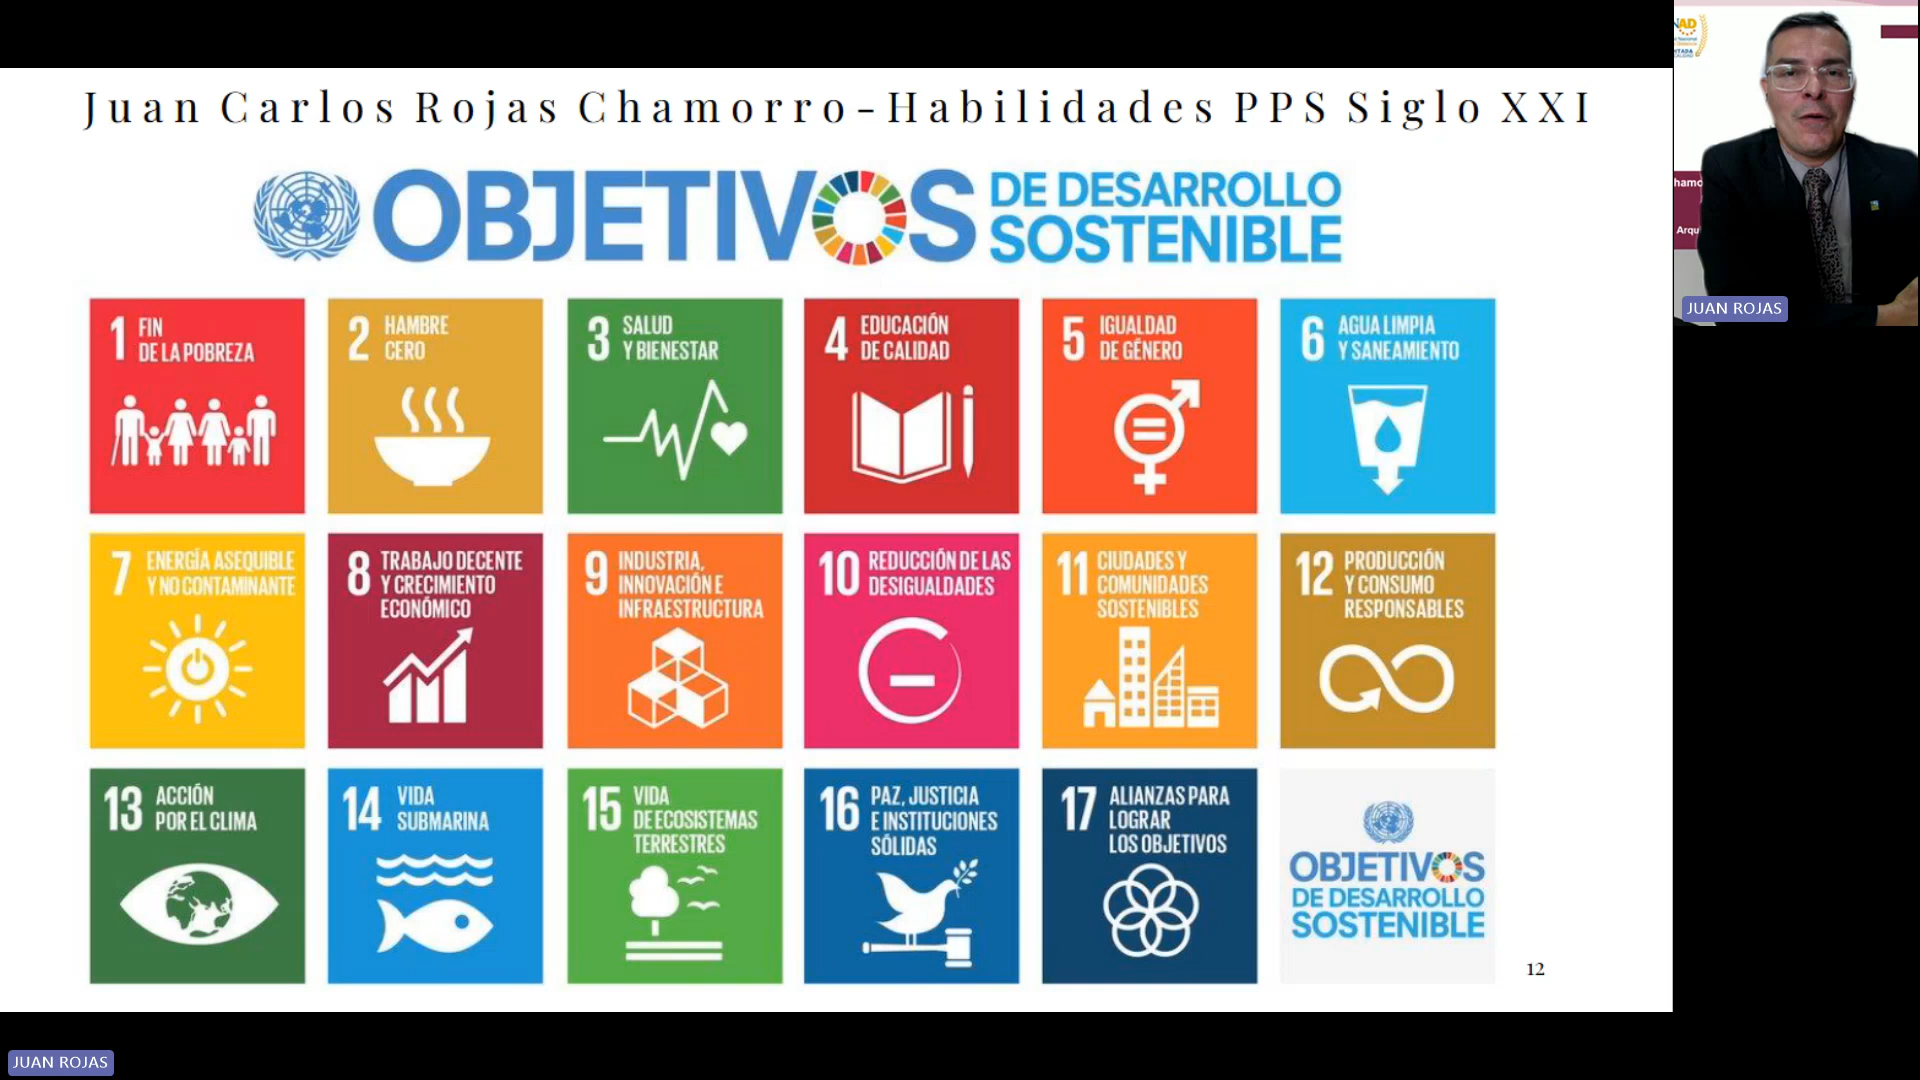 Juan Carlos Rojas Chamorro-Habilidades PPS Siglo XXI
OBJETIVOS
DE DESARROLLO
SOSTENIBLE
1 FIN
DE LA POBREZA
2 HAMBRE
CERO
3 SALUD
Y BIENESTAR
4 EDUCACIÓN
DE CALIDAD
5 IGUALDAD
DE GÉNERO
6 AGUA LIMPIA
Y SANEAMIENTO
7 ENERGÍA ASEQUIBLE
Y NO CONTAMINANTE
8 TRABAJO DECENTE
Y CRECIMIENTO
ECONÓMICO
9 INDUSTRIA,
INNOVACIÓN E
INFRAESTRUCTURA
10 REDUCCIÓN DE LAS
DESIGUALDADES
11 CIUDADES Y
COMUNIDADES
SOSTENIBLES
12 PRODUCCIÓN
Y CONSUMO
RESPONSABLES
13 ACCIÓN
POR EL CLIMA
14 VIDA
SUBMARINA
15 VIDA
DE ECOSISTEMAS
TERRESTRES
16 PAZ, JUSTICIA
E INSTITUCIONES
SÓLIDAS
17 ALIANZAS PARA
LOGRAR
LOS OBJETIVOS
OBJETIVOS
DE DESARROLLO
SOSTENIBLE
12
JUAN ROJAS
JUAN ROJAS